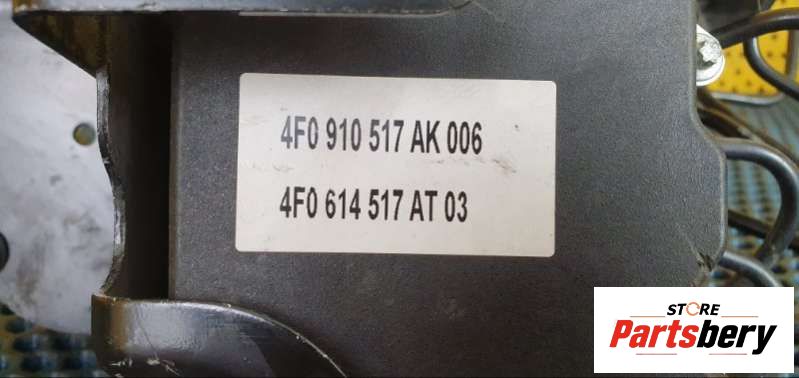 4F0 910 517 AK 006
4F0 614 517 AT 03
STORE
Partsbery